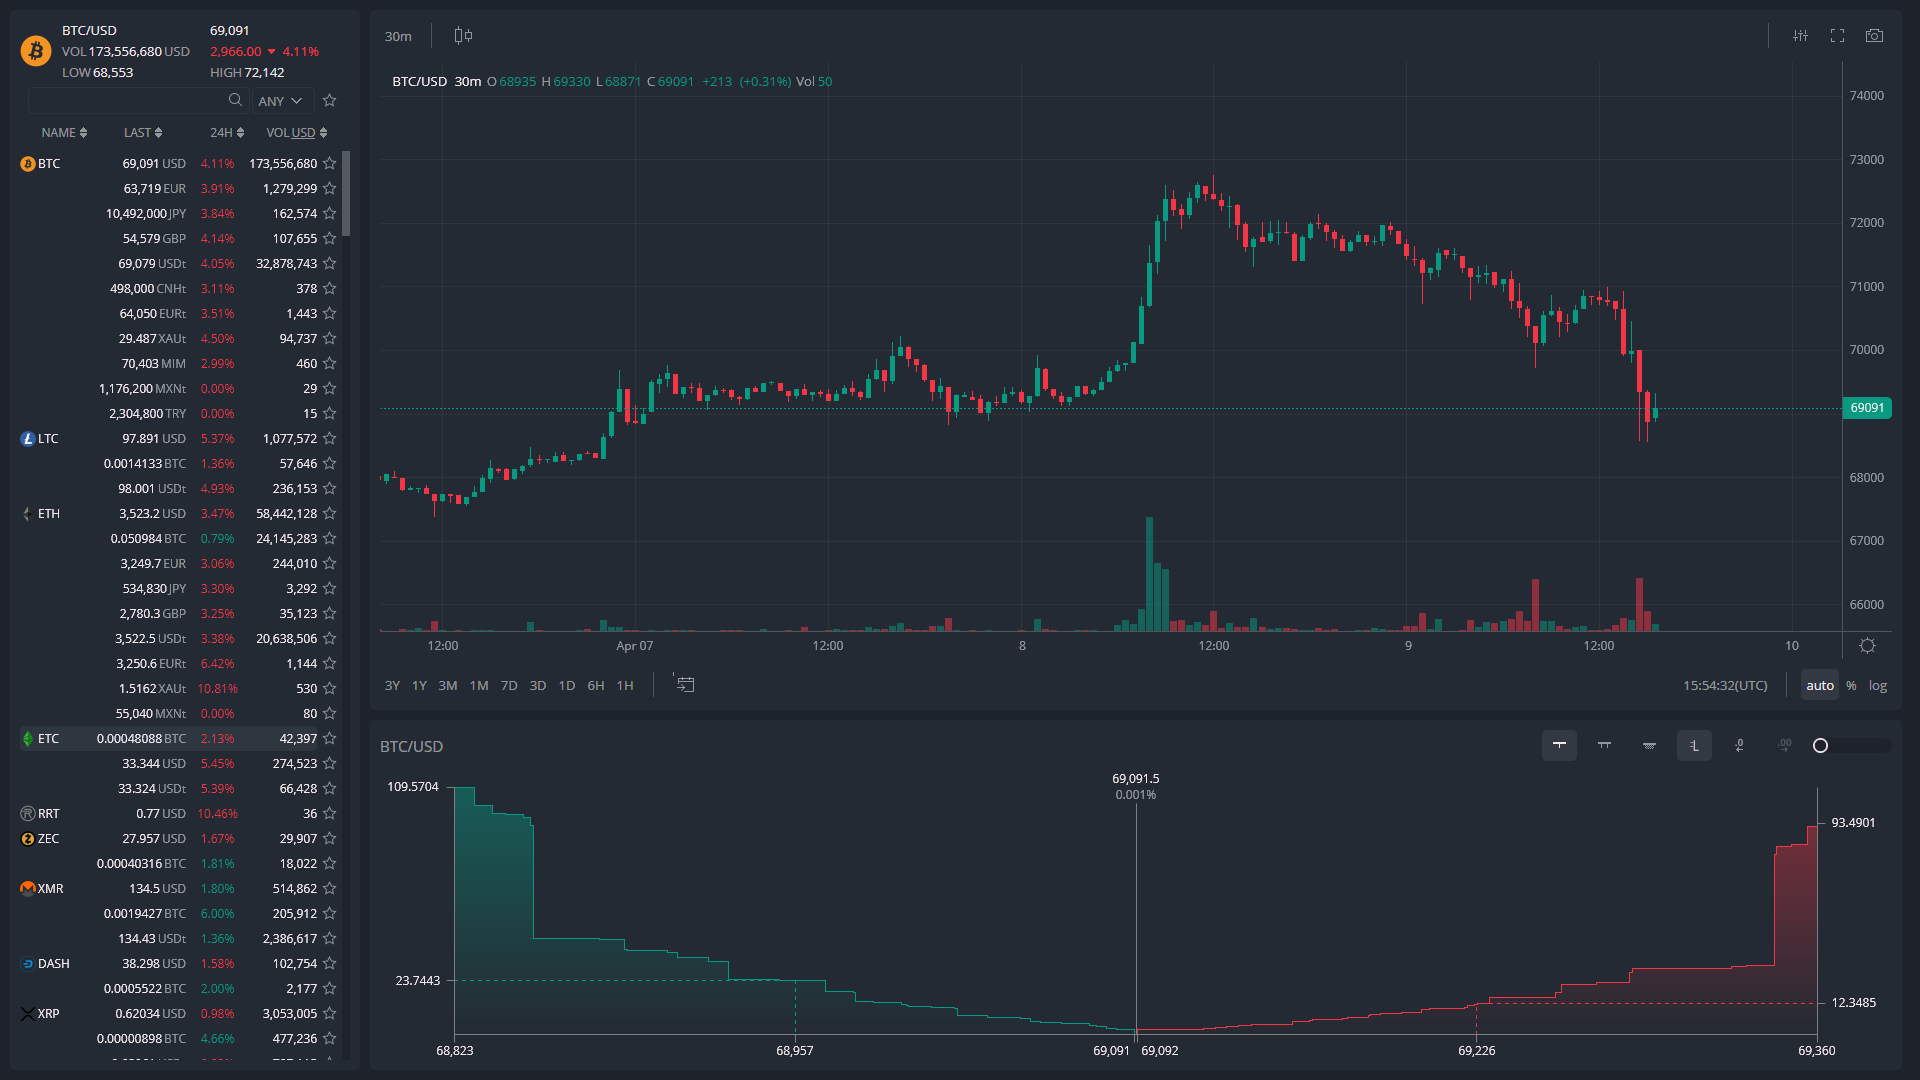 BTC/USD 69,091
VOL 173,556,680 USD 2,966.00 4.11%
LOW 68,553 HIGH 72,142
ANY
NAME LAST 24H VOL USD
BTC 69,091 USD 4.11% 173,556,680
63,719 EUR 3.91% 1,279,299
10,492,000 JPY 3.84% 162,574
54,579 GBP 4.14% 107,655
69,079 USDt 4.05% 32,878,743
498,000 CNHt 3.11% 378
64,050 EURt 3.51% 1,443
29.487 XAUt 4.50% 94,737
70,403 MIM 2.99% 460
1,176,200 MXNt 0.00% 29
2,304,800 TRY 0.00% 15
LTC 97.891 USD 5.37% 1,077,572
0.0014133 BTC 1.36% 57,646
98.001 USDt 4.93% 236,153
ETH 3,523.2 USD 3.47% 58,442,128
0.050984 BTC 0.79% 24,145,283
3,249.7 EUR 3.06% 244,010
534,830 JPY 3.30% 3,292
2,780.3 GBP 3.25% 35,123
3,522.5 USDt 3.38% 20,638,506
3,250.6 EURt 6.42% 1,144
1.5162 XAUt 10.81% 530
55,040 MXNt 0.00% 80
ETC 0.00048088 BTC 2.13% 42,397
33.344 USD 5.45% 274,523
33.324 USDt 5.39% 66,428
RRT 0.77 USD 10.46% 36
ZEC 27.957 USD 1.67% 29,907
0.00040316 BTC 1.81% 18,022
XMR 134.5 USD 1.80% 514,862
0.0019427 BTC 6.00% 205,912
134.43 USDt 1.36% 2,386,617
DASH 38.298 USD 1.58% 102,754
0.0005522 BTC 2.00% 2,177
XRP 0.62034 USD 0.98% 3,053,005
0.00000898 BTC 4.66% 477,236
30m
BTC/USD 30m O 68935 H 69330 L 68871 C 69091 +213 (+0.31%) Vol 50
74000
73000
72000
71000
70000
69091
68000
67000
66000
12:00 Apr 07 12:00 8 12:00 9 12:00 10
3Y 1Y 3M 1M 7D 3D 1D 6H 1H 15:54:32(UTC) auto % log
BTC/USD
L .0 .00
69,091.5
0.001%
109.5704
93.4901
23.7443
12.3485
68,823 68,957 69,091 69,092 69,226 69,360